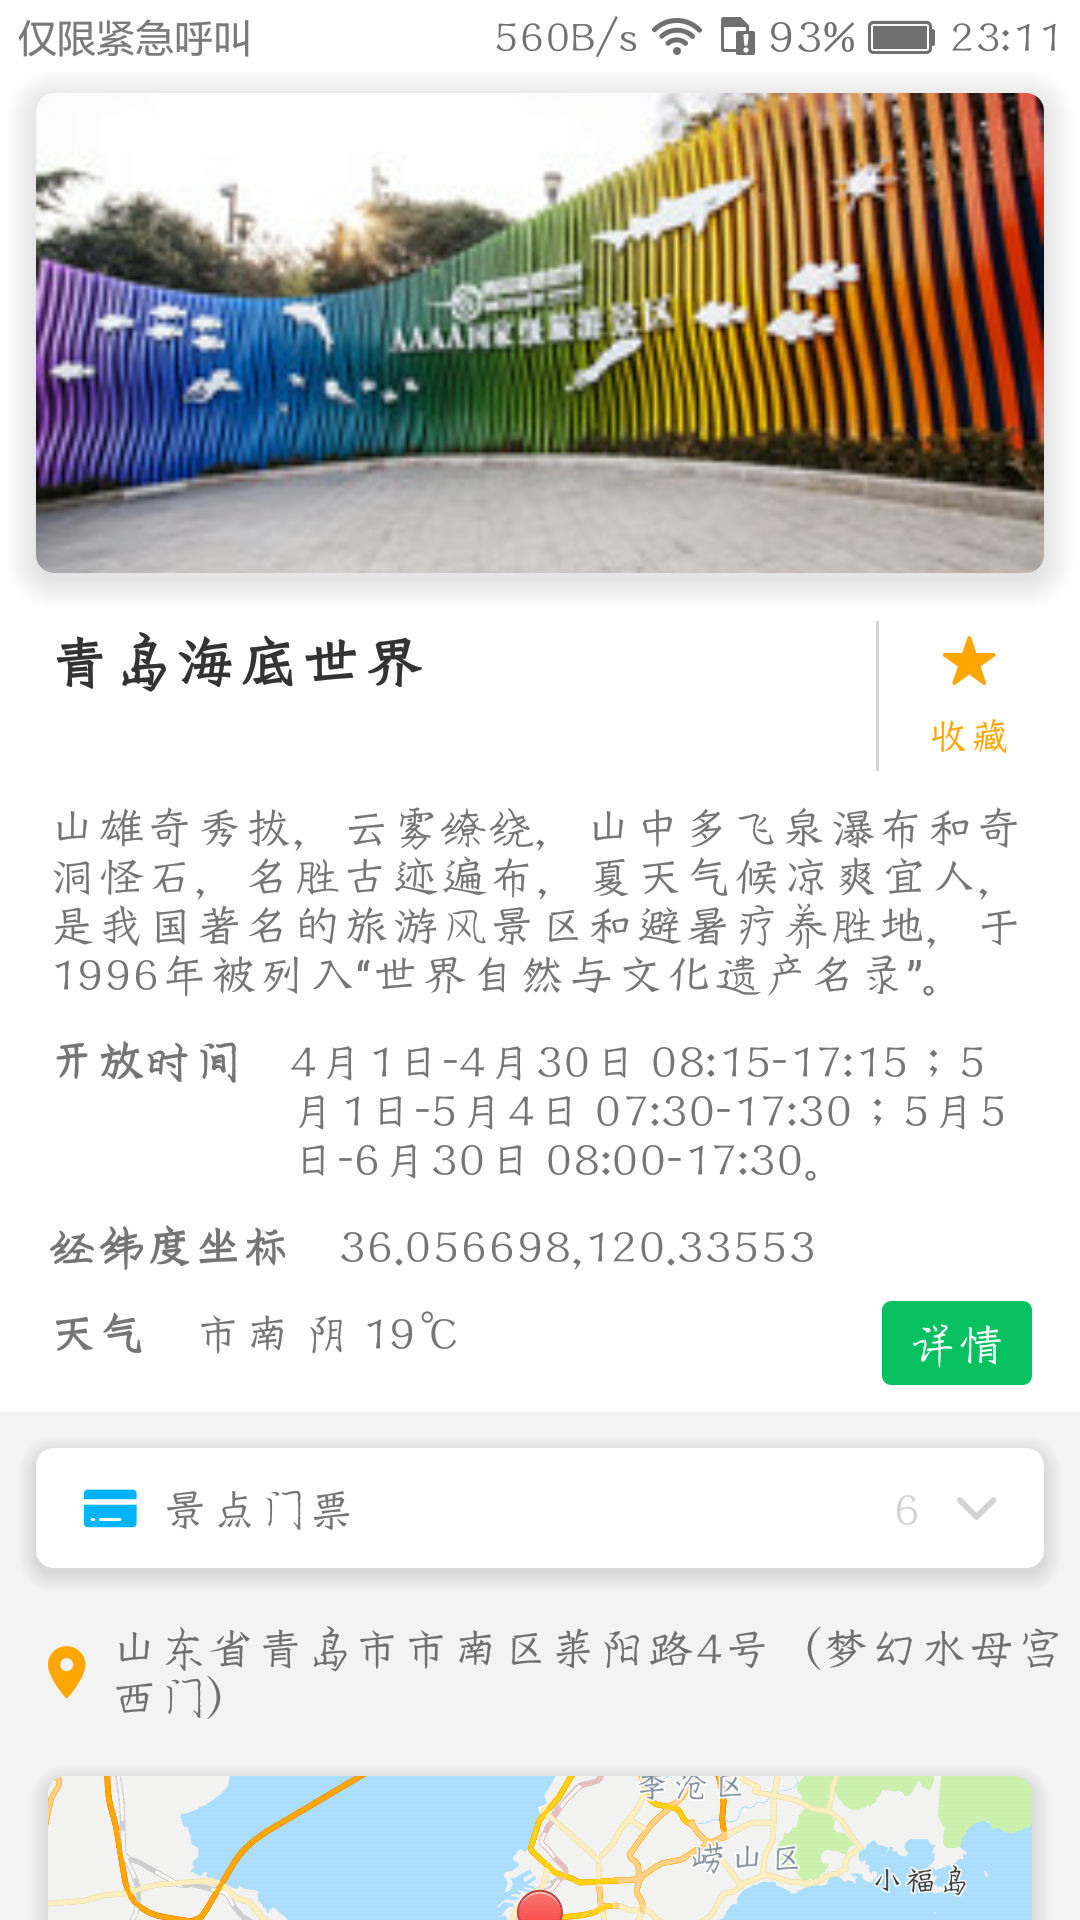 仅限紧急呼叫 560B/s 93% 23:11
AAAA国家级旅游景区
青岛海底世界
收藏
山雄奇秀拔，云雾缭绕，山中多飞泉瀑布和奇
洞怪石，名胜古迹遍布，夏天气候凉爽宜人，
是我国著名的旅游风景区和避暑疗养胜地，于
1996年被列入“世界自然与文化遗产名录”。
开放时间 4月1日-4月30日 08:15-17:15；5
月1日-5月4日 07:30-17:30；5月5
日-6月30日 08:00-17:30。
经纬度坐标 36.056698,120.33553
天气 市南 阴 19℃
详情
景点门票 6
山东省青岛市市南区莱阳路4号（梦幻水母宫
西门）
李沧区
崂山区
小福岛